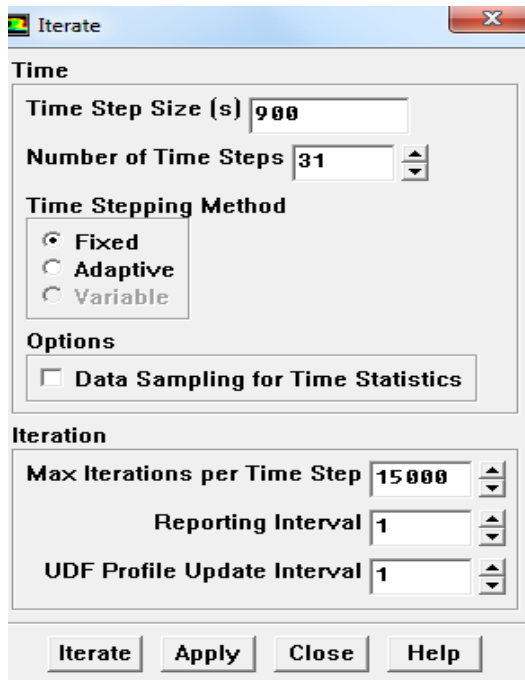 Iterate
Time
Time Step Size (s) 900
Number of Time Steps 31
Time Stepping Method
Fixed
Adaptive
Variable
Options
Data Sampling for Time Statistics
Iteration
Max Iterations per Time Step 15000
Reporting Interval 1
UDF Profile Update Interval 1
Iterate Apply Close Help